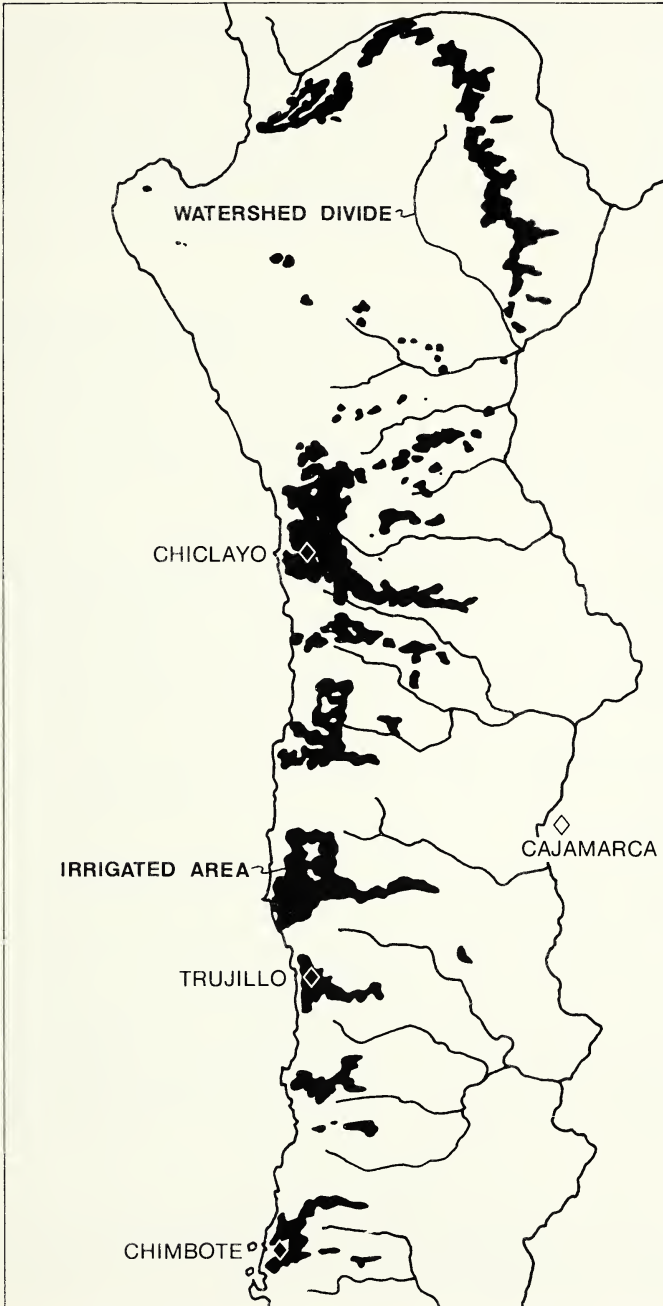 WATERSHED DIVIDE
CHICLAYO
CAJAMARCA
IRRIGATED AREA
TRUJILLO
CHIMBOTE